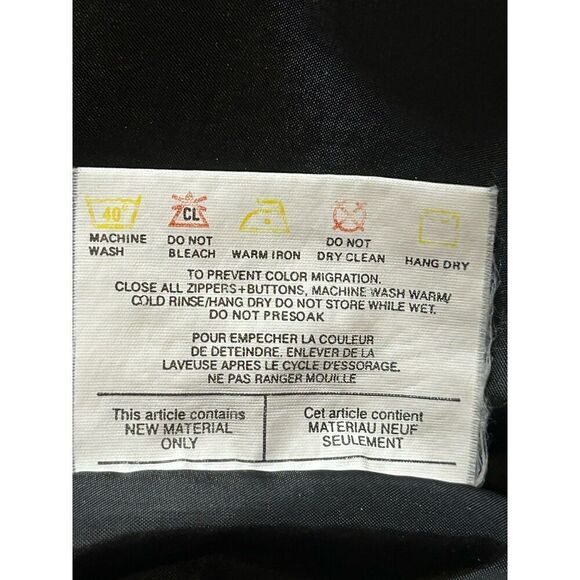 40°
CL
MACHINE WASH
DO NOT BLEACH
WARM IRON
DO NOT DRY CLEAN
HANG DRY
TO PREVENT COLOR MIGRATION,
CLOSE ALL ZIPPERS+BUTTONS, MACHINE WASH WARM/
COLD RINSE/HANG DRY DO NOT STORE WHILE WET.
DO NOT PRESOAK
POUR EMPECHER LA COULEUR
DE DETEINDRE. ENLEVER DE LA
LAVEUSE APRES LE CYCLE D'ESSORAGE.
NE PAS RANGER MOUILLE
This article contains
NEW MATERIAL
ONLY
Cet article contient
MATERIAU NEUF
SEULEMENT